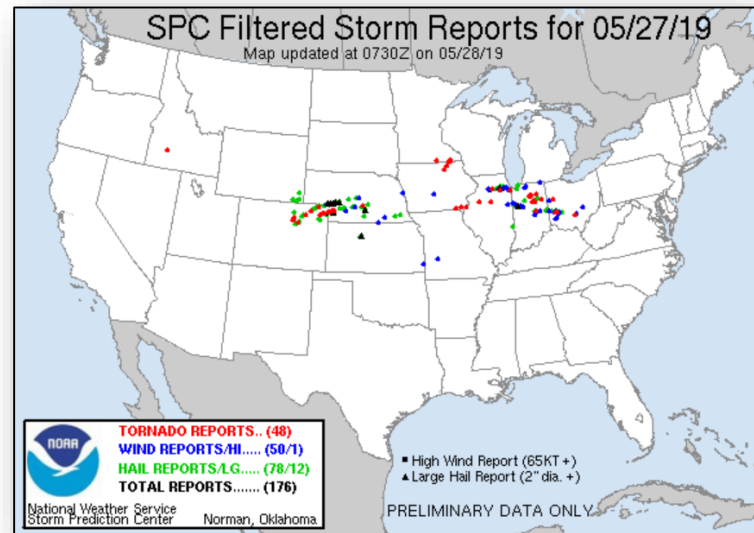 SPC Filtered Storm Reports for 05/27/19
Map updated at 0730Z on 05/28/19
NOAA
TORNADO REPORTS.. (48)
WIND REPORTS/HI..... (50/1)
HAIL REPORTS/LG..... (78/12)
TOTAL REPORTS....... (176)
National Weather Service
Storm Prediction Center Norman, Oklahoma
High Wind Report (65KT +)
Large Hail Report (2" dia. +)
PRELIMINARY DATA ONLY